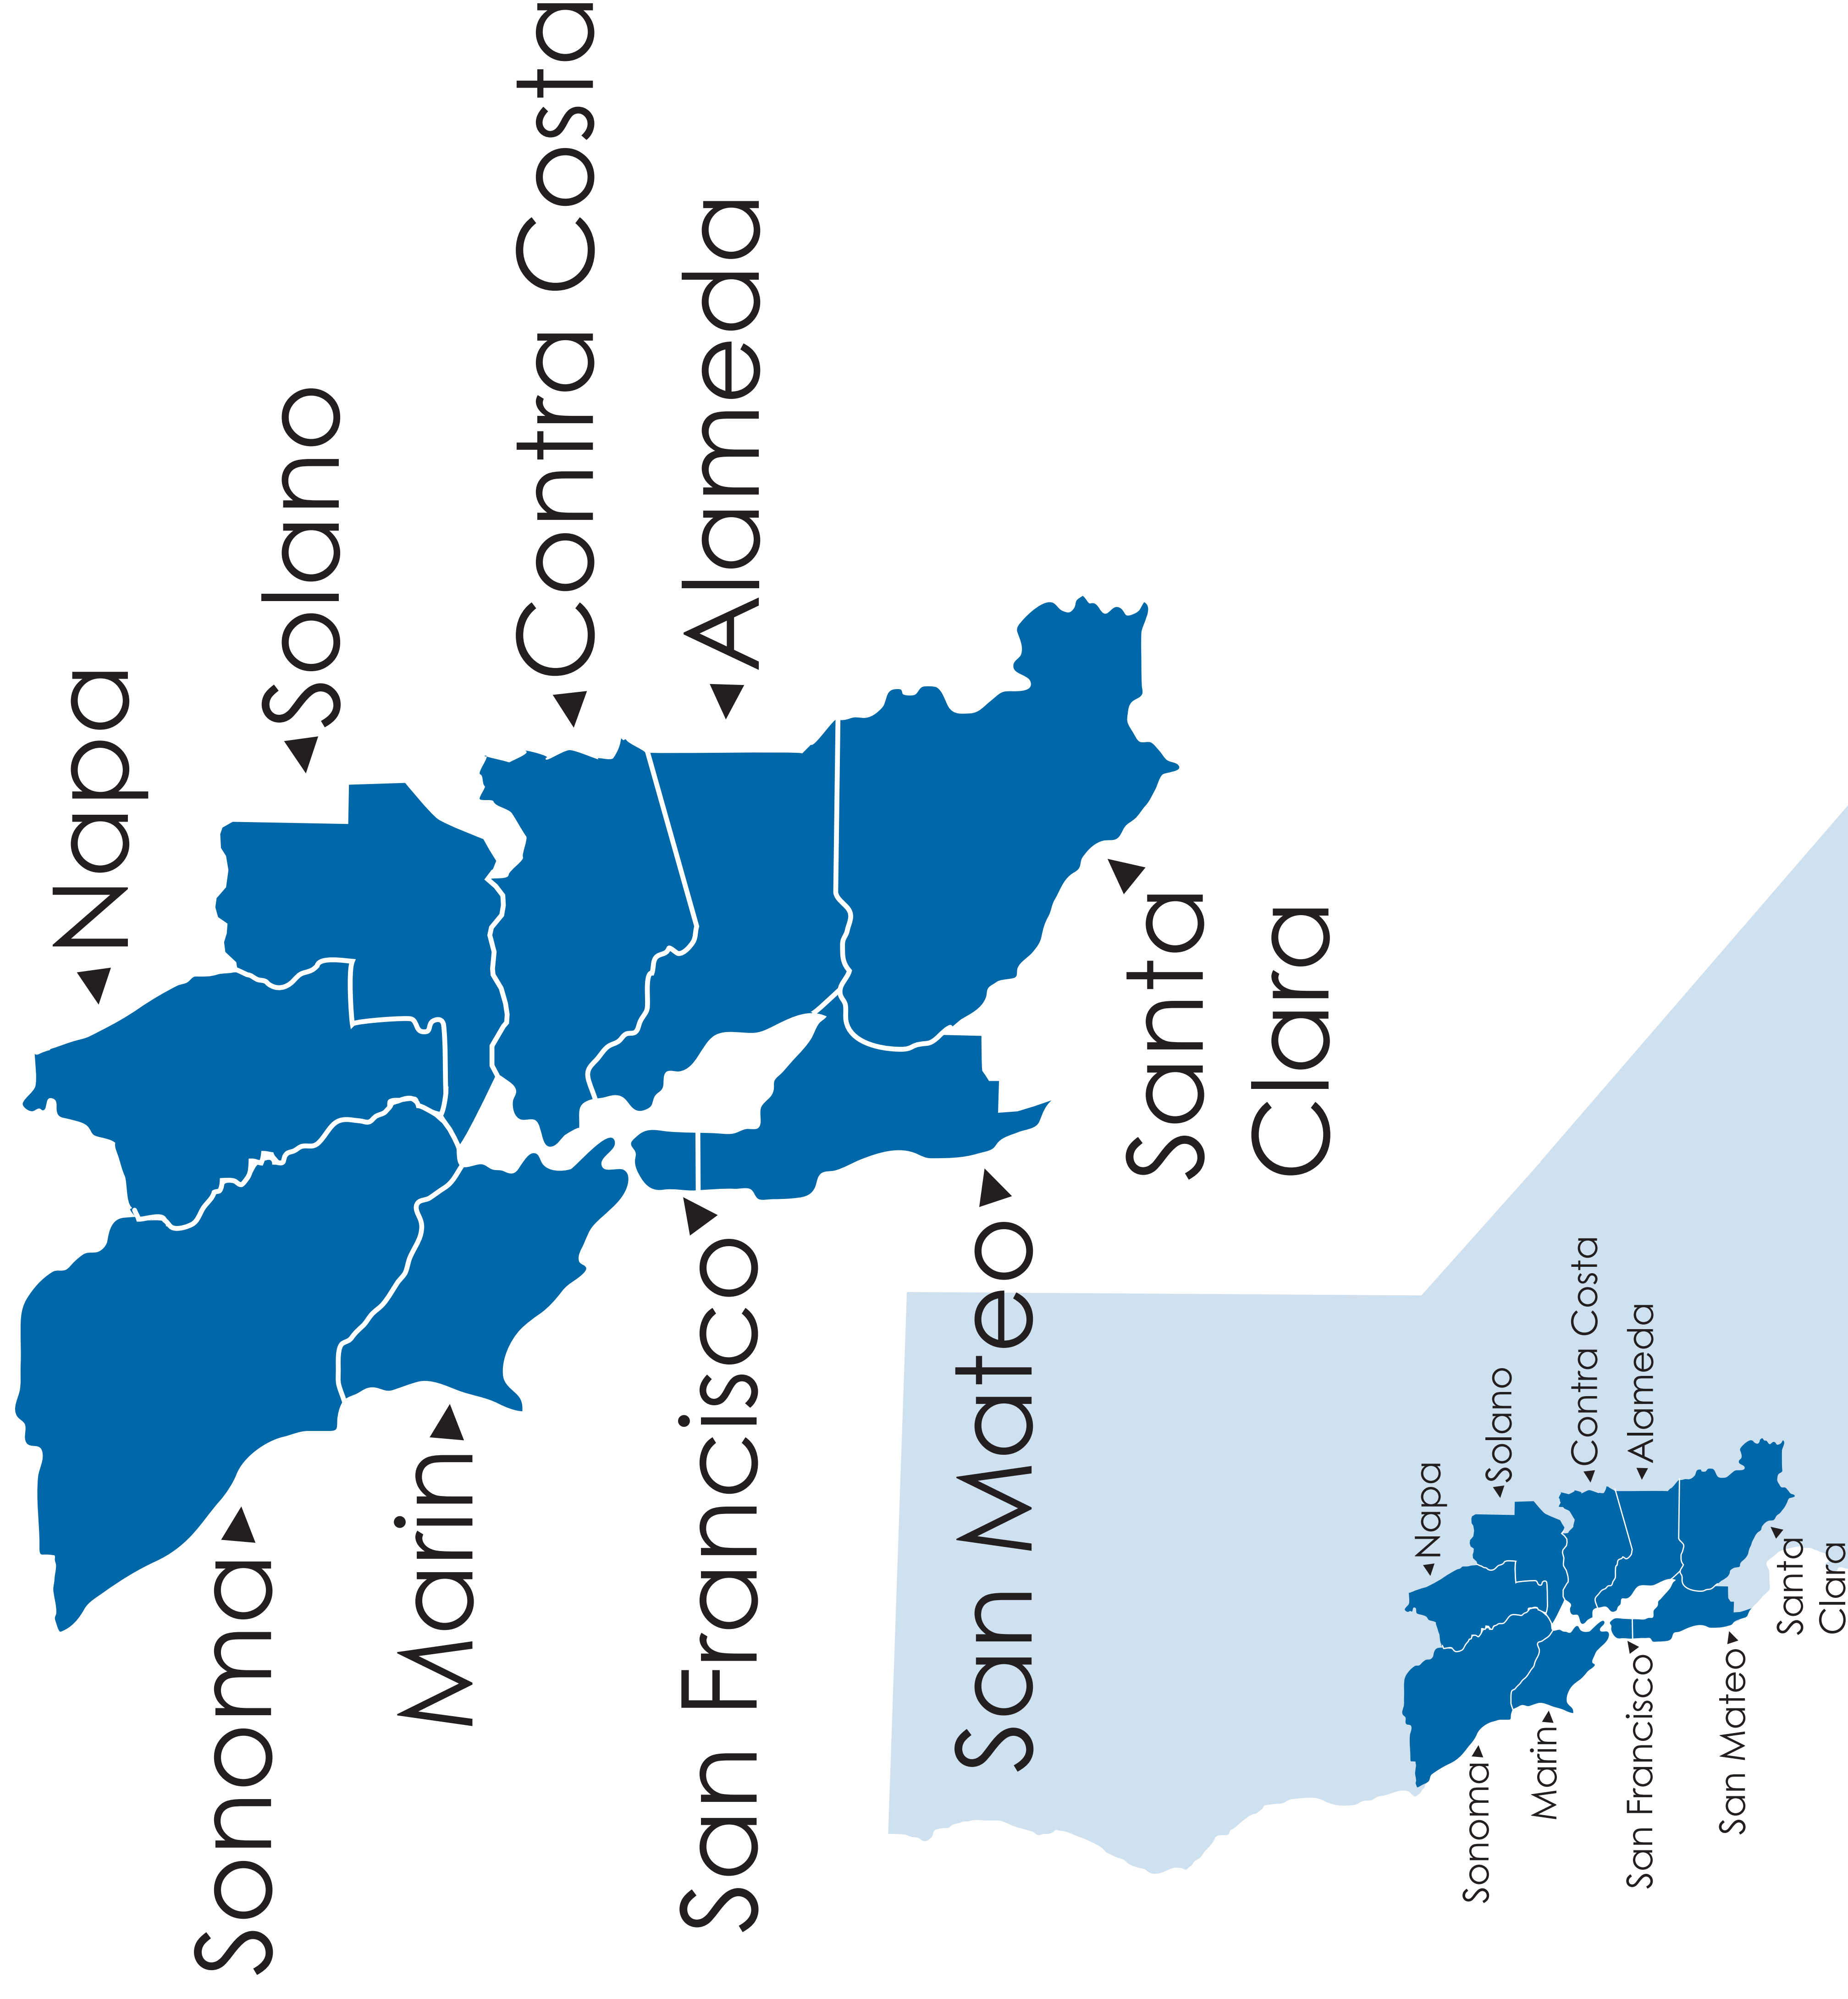 Napa
Solano
Contra Costa
Alameda
Sonoma
Marin
San Francisco
San Mateo
Santa
Clara
Napa
Solano
Contra Costa
Alameda
Sonoma
Marin
San Francisco
San Mateo
Santa
Clara